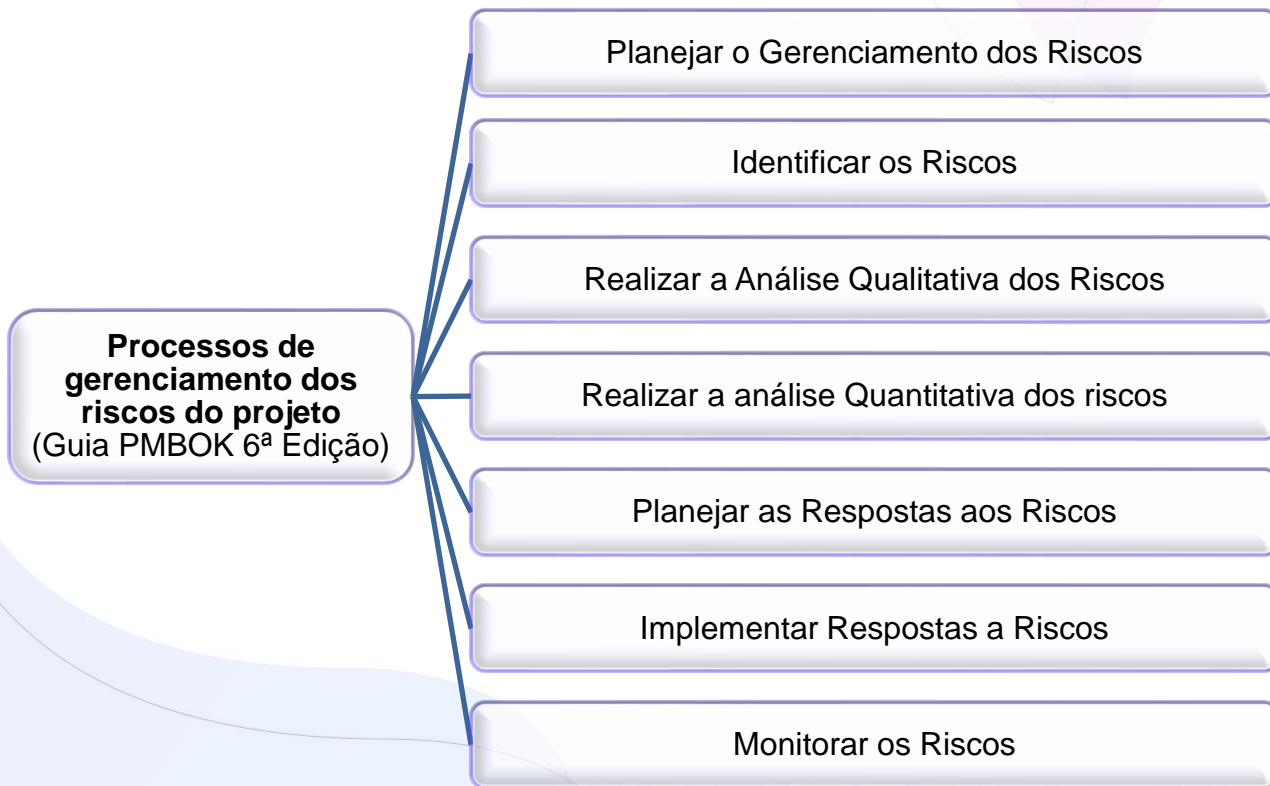 Processos de
gerenciamento dos
riscos do projeto
(Guia PMBOK 6ª Edição)
Planejar o Gerenciamento dos Riscos
Identificar os Riscos
Realizar a Análise Qualitativa dos Riscos
Realizar a análise Quantitativa dos riscos
Planejar as Respostas aos Riscos
Implementar Respostas a Riscos
Monitorar os Riscos